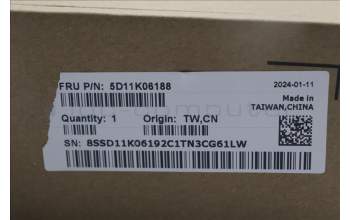 FRU P/N: 5D11K06188
2024-01-11
Made in
TAIWAN,CHINA
Quantity: 1 Origin: TW,CN
SN: 8SSD11K06192C1TN3CG61LW